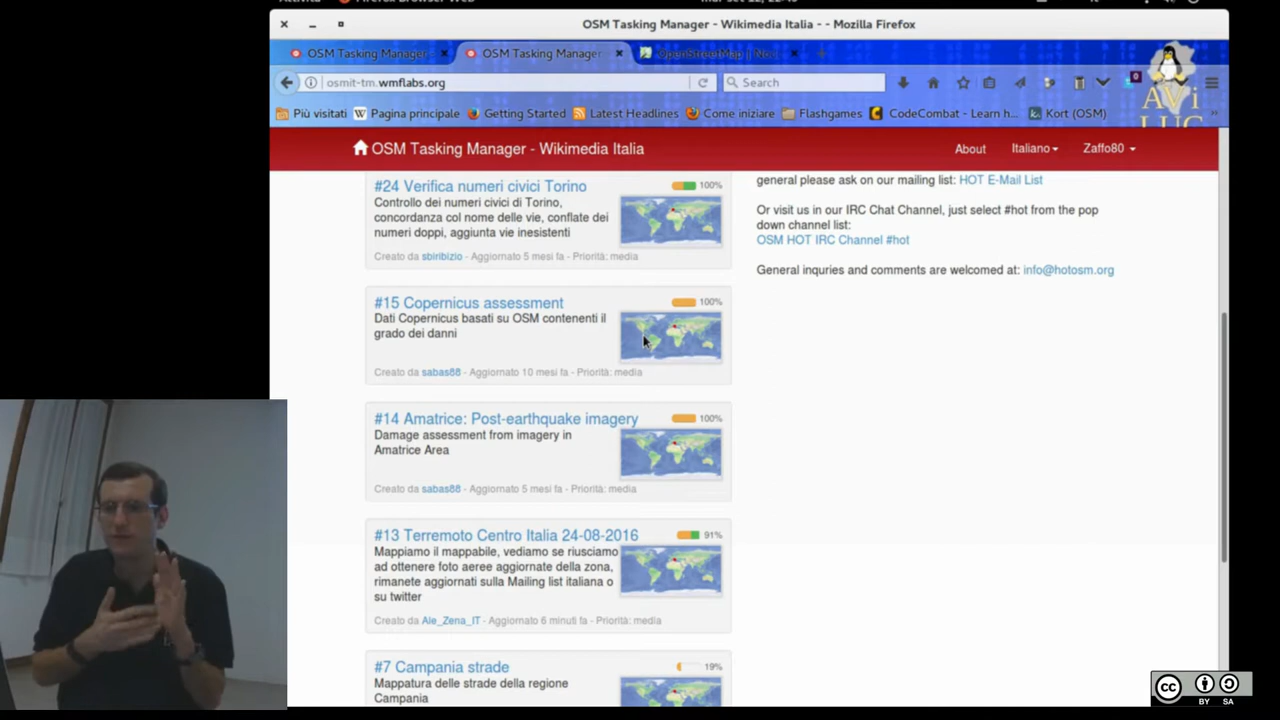 OSM Tasking Manager - Wikimedia Italia - - Mozilla Firefox
OSM Tasking Manager
OSM Tasking Manager
OpenStreetMap |
osmit-tm.wmflabs.org
Search
0
AViLUG
Più visitati
Pagina principale
Getting Started
Latest Headlines
Come iniziare
Flashgames
CodeCombat - Learn h...
Kort (OSM)
OSM Tasking Manager - Wikimedia Italia
About
Italiano
Zaffo80
#24 Verifica numeri civici Torino
100%
Controllo dei numeri civici di Torino,
concordanza col nome delle vie, conflate dei
numeri doppi, aggiunta vie inesistenti
Creato da sbiribizio - Aggiornato 5 mesi fa - Priorità: media
#15 Copernicus assessment
100%
Dati Copernicus basati su OSM contenenti il
grado dei danni
Creato da sabas88 - Aggiornato 10 mesi fa - Priorità: media
#14 Amatrice: Post-earthquake imagery
100%
Damage assessment from imagery in
Amatrice Area
Creato da sabas88 - Aggiornato 5 mesi fa - Priorità: media
#13 Terremoto Centro Italia 24-08-2016
91%
Mappiamo il mappabile, vediamo se riusciamo
ad ottenere foto aeree aggiornate della zona,
rimanete aggiornati sulla Mailing list italiana o
su twitter
Creato da Ale_Zena_IT - Aggiornato 6 minuti fa - Priorità: media
#7 Campania strade
19%
Mappatura delle strade della regione
Campania
general please ask on our mailing list: HOT E-Mail List
Or visit us in our IRC Chat Channel, just select #hot from the pop
down channel list:
OSM HOT IRC Channel #hot
General inquries and comments are welcomed at: info@hotosm.org
CC BY SA